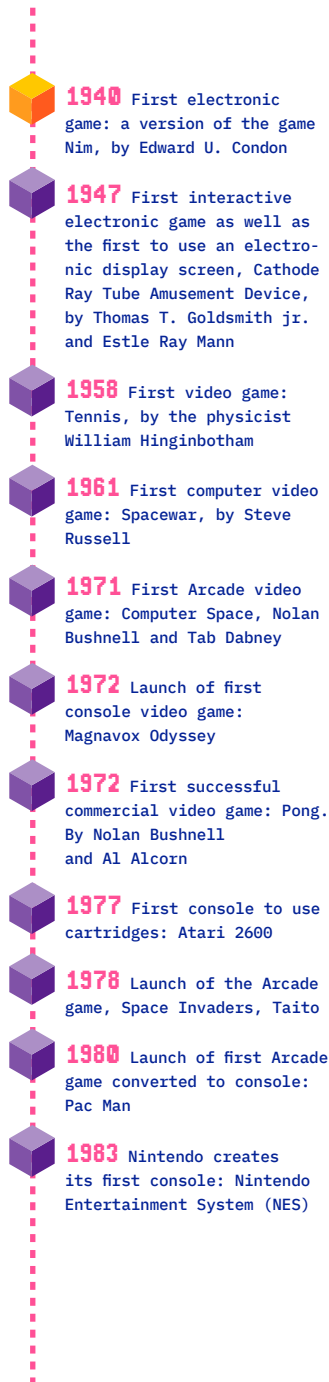 1940 First electronic
game: a version of the game
Nim, by Edward U. Condon
1947 First interactive
electronic game as well as
the first to use an electro-
nic display screen, Cathode
Ray Tube Amusement Device,
by Thomas T. Goldsmith jr.
and Estle Ray Mann
1958 First video game:
Tennis, by the physicist
William Hinginbotham
1961 First computer video
game: Spacewar, by Steve
Russell
1971 First Arcade video
game: Computer Space, Nolan
Bushnell and Tab Dabney
1972 Launch of first
console video game:
Magnavox Odyssey
1972 First successful
commercial video game: Pong.
By Nolan Bushnell
and Al Alcorn
1977 First console to use
cartridges: Atari 2600
1978 Launch of the Arcade
game, Space Invaders, Taito
1980 Launch of first Arcade
game converted to console:
Pac Man
1983 Nintendo creates
its first console: Nintendo
Entertainment System (NES)